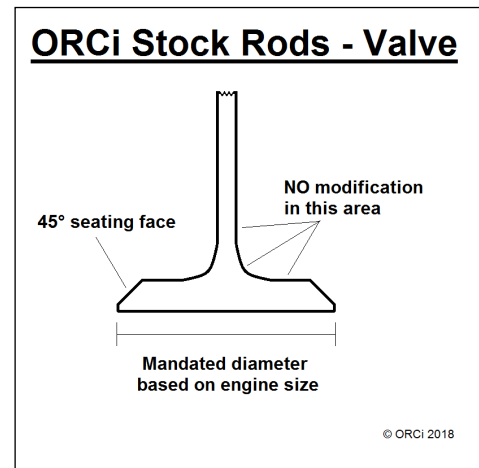 ORCi Stock Rods - Valve
NO modification
in this area
45° seating face
Mandated diameter
based on engine size
© ORCi 2018